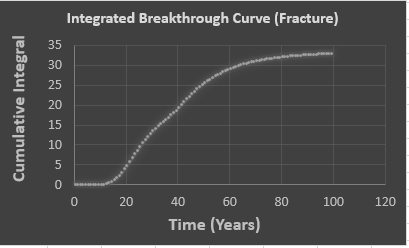 Integrated Breakthrough Curve (Fracture)
Cumulative Integral
35
30
25
20
15
10
5
0
0 20 40 60 80 100 120
Time (Years)